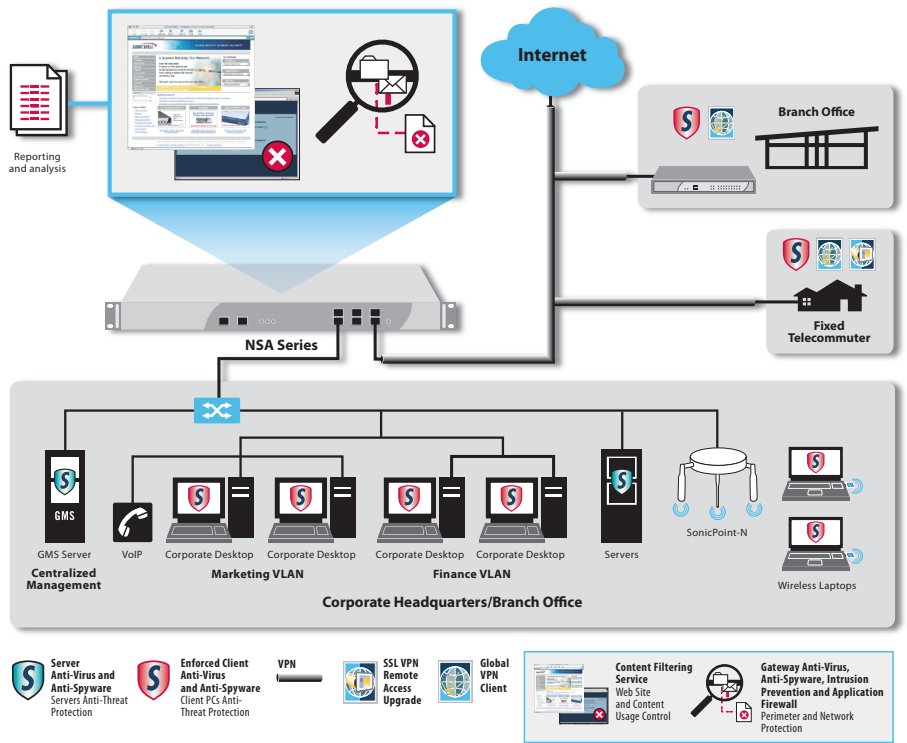 Internet
Branch Office
Reporting
and analysis
SONICWALL
Fixed
Telecommuter
NSA Series
GMS
GMS Server
VoIP
Corporate Desktop
Corporate Desktop
Corporate Desktop
Corporate Desktop
Servers
SonicPoint-N
Wireless Laptops
Centralized
Management
Marketing VLAN
Finance VLAN
Corporate Headquarters/Branch Office
Server
Anti-Virus and
Anti-Spyware
Servers Anti-Threat
Protection
Enforced Client
Anti-Virus
and Anti-Spyware
Client PCs Anti-
Threat Protection
VPN
SSL VPN
Remote
Access
Upgrade
Global
VPN
Client
Content Filtering
Service
Web Site
and Content
Usage Control
Gateway Anti-Virus,
Anti-Spyware, Intrusion
Prevention and Application
Firewall
Perimeter and Network
Protection